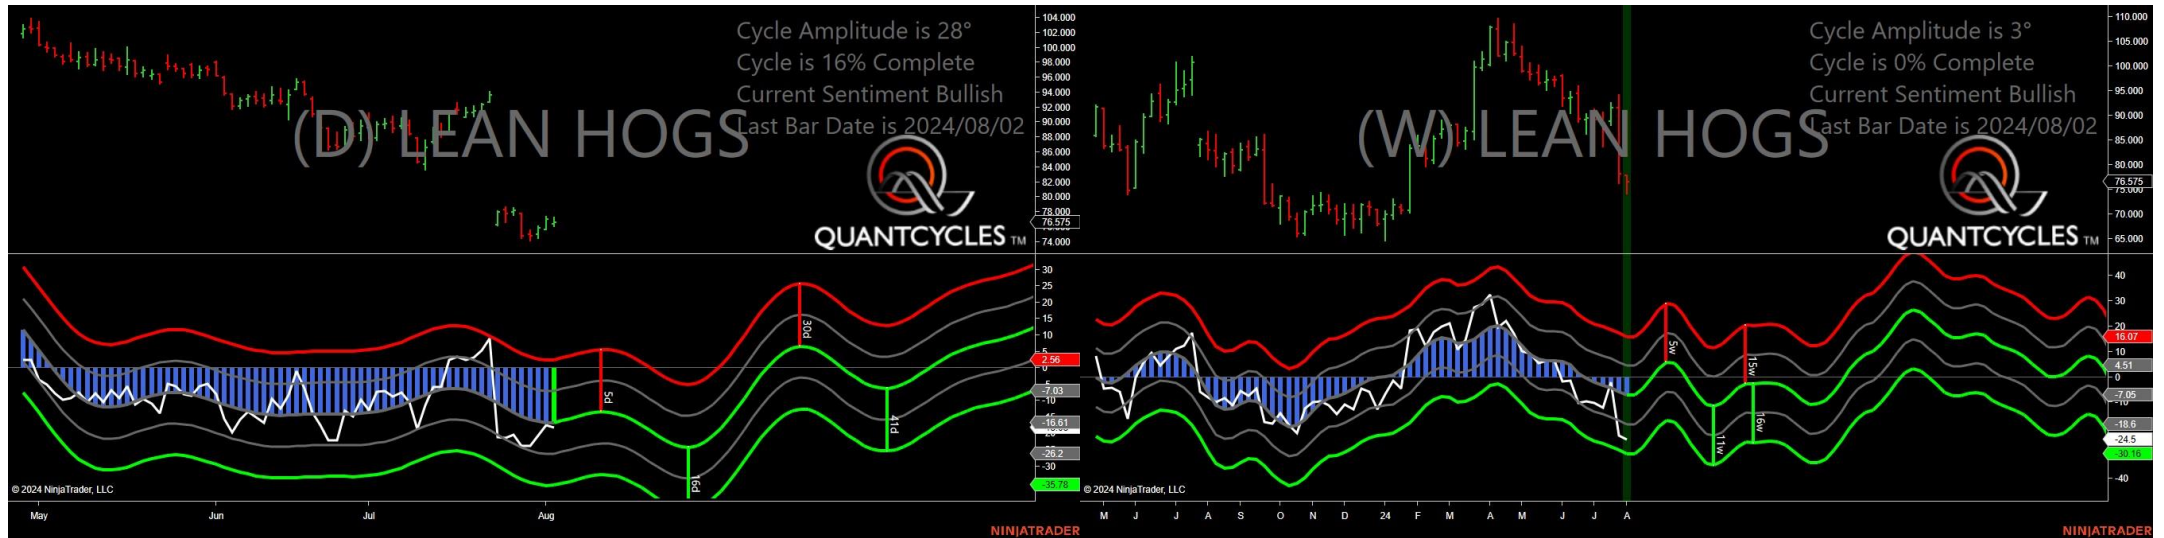 Cycle Amplitude is 28°
Cycle is 16% Complete
Current Sentiment Bullish
Last Bar Date is 2024/08/02
(D) LEAN HOGS
QUANTCYCLES TM
104.000
102.000
100.000
98.000
96.000
94.000
92.000
90.000
88.000
86.000
84.000
82.000
80.000
78.000
76.575
74.000
30
25
20
15
10
5
2.56
0
-7.03
-10
-16.61
-26.2
-30
-35.78
5d
16d
30d
41d
© 2024 NinjaTrader, LLC
May Jun Jul Aug
NINJATRADER
Cycle Amplitude is 3°
Cycle is 0% Complete
Current Sentiment Bullish
Last Bar Date is 2024/08/02
(W) LEAN HOGS
QUANTCYCLES TM
110.000
105.000
100.000
95.000
90.000
85.000
80.000
76.575
75.000
70.000
65.000
40
30
20
16.07
10
4.51
0
-7.05
-10
-18.6
-24.5
-30.16
-40
5w
11w
15w
16w
© 2024 NinjaTrader, LLC
M J J A S O N D 24 F M A M J J A
NINJATRADER